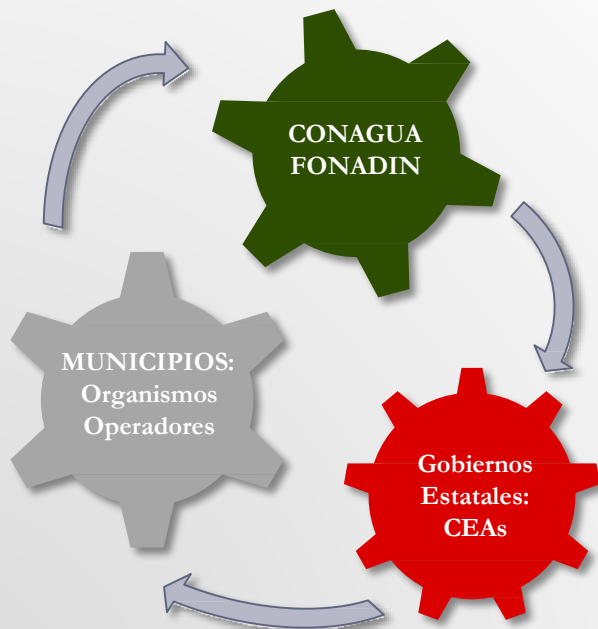 CONAGUA
FONADIN
MUNICIPIOS:
Organismos
Operadores
Gobiernos
Estatales:
CEAs